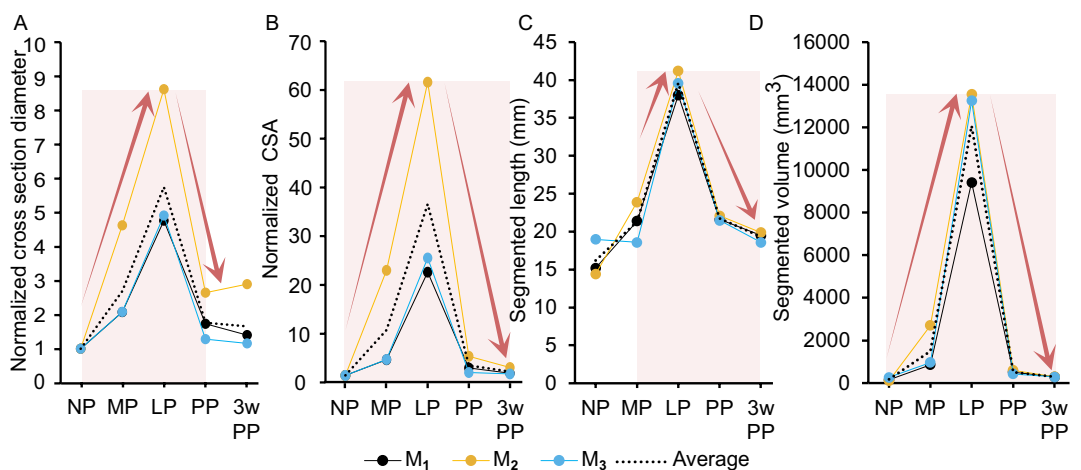 A
Normalized cross section diameter
10
9
8
7
6
5
4
3
2
1
0
NP MP LP PP 3w PP
B
Normalized CSA
70
60
50
40
30
20
10
0
NP MP LP PP 3w PP
C
Segmented length (mm)
45
40
35
30
25
20
15
10
5
0
NP MP LP PP 3w PP
D
Segmented volume (mm³)
16000
14000
12000
10000
8000
6000
4000
2000
0
NP MP LP PP 3w PP
M₁ M₂ M₃ Average